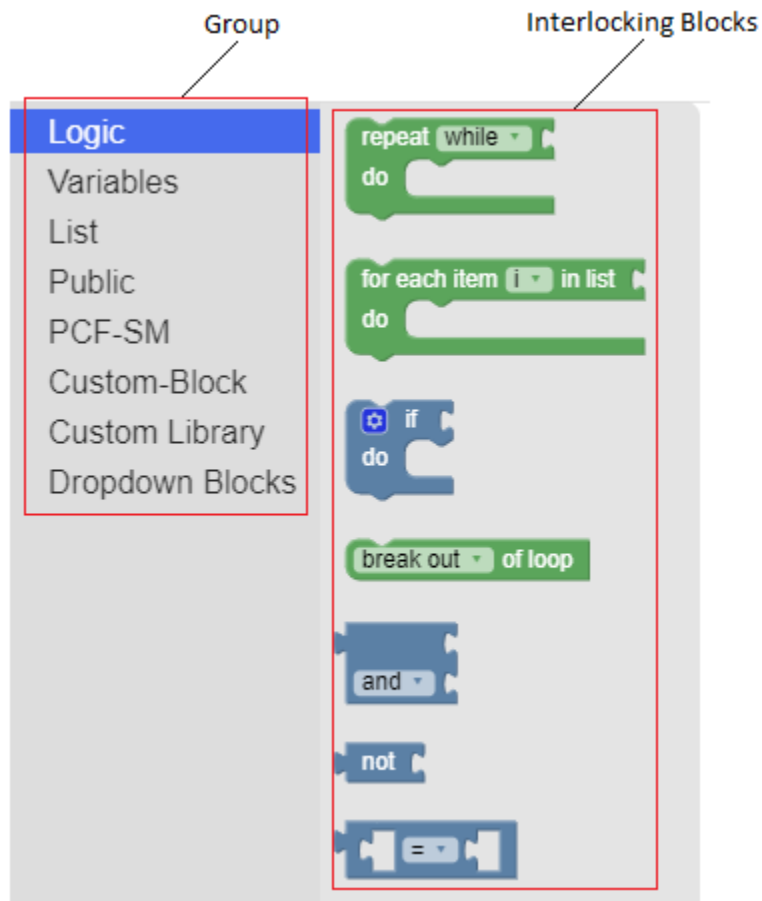 Group
Interlocking Blocks
Logic
Variables
List
Public
PCF-SM
Custom-Block
Custom Library
Dropdown Blocks
repeat while
do
for each item i in list
do
if
do
break out of loop
and
not
=